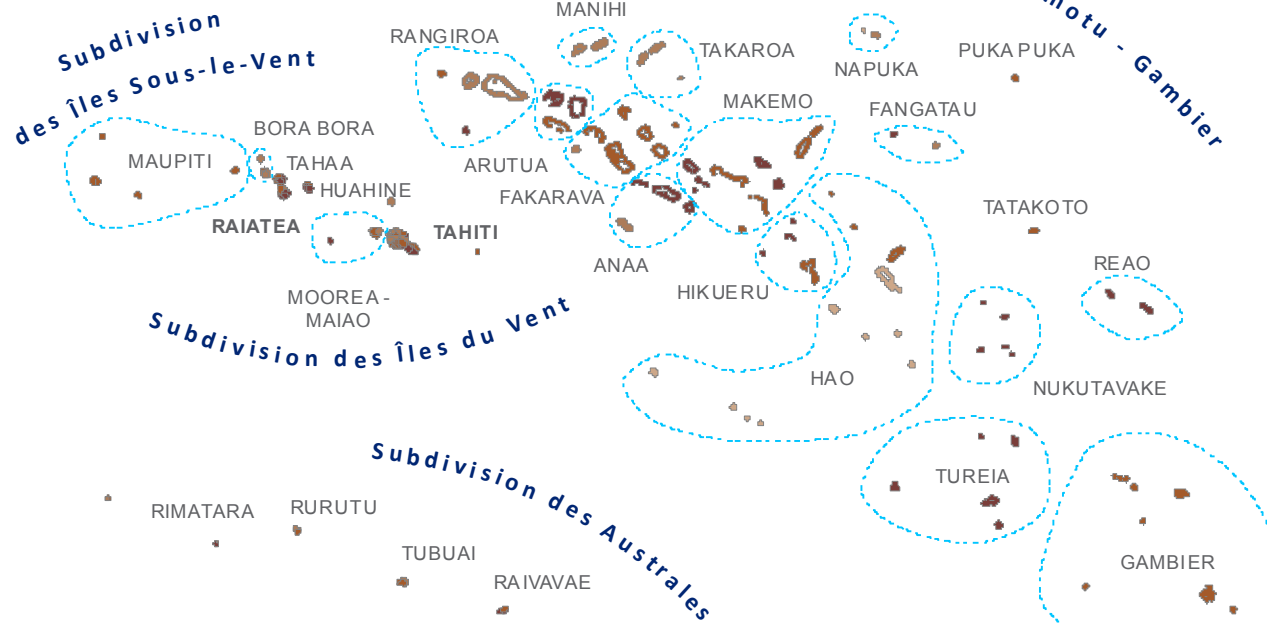 MANIHI
Subdivision
des Îles Sous-le-Vent
RANGIROA
TAKAROA
NAPUKA
PUKA PUKA
motu - Gambier
MAKEMO
FANGATAU
BORA BORA
MAUPITI
TAHAA
ARUTUA
HUAHINE
FAKARAVA
RAIATEA
TAHITI
TATAKOTO
ANAA
REAO
HIKUERU
MOOREA -
MAIAO
Subdivision des Îles du Vent
HAO
NUKUTAVAKE
Subdivision des Australes
TUREIA
RIMATARA
RURUTU
TUBUAI
RAIVAVAE
GAMBIER